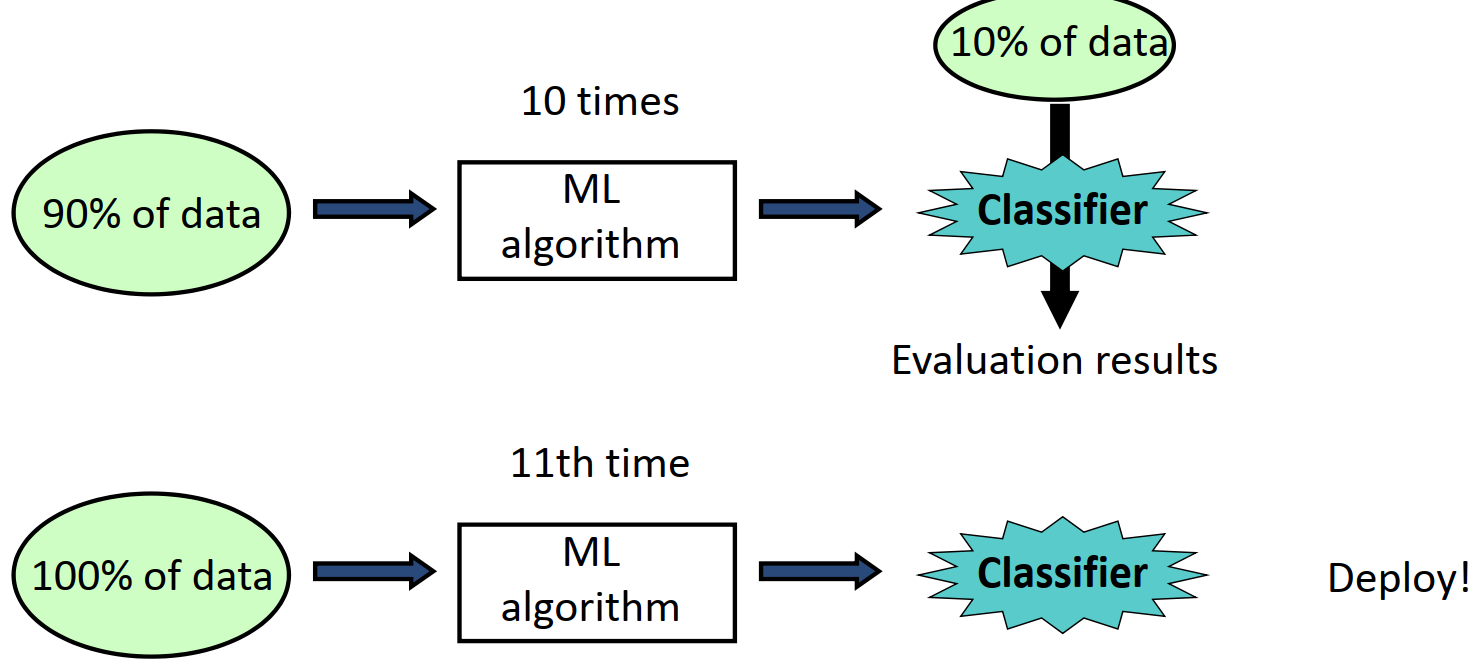 10% of data
10 times
90% of data
ML
algorithm
Classifier
Evaluation results
11th time
100% of data
ML
algorithm
Classifier
Deploy!